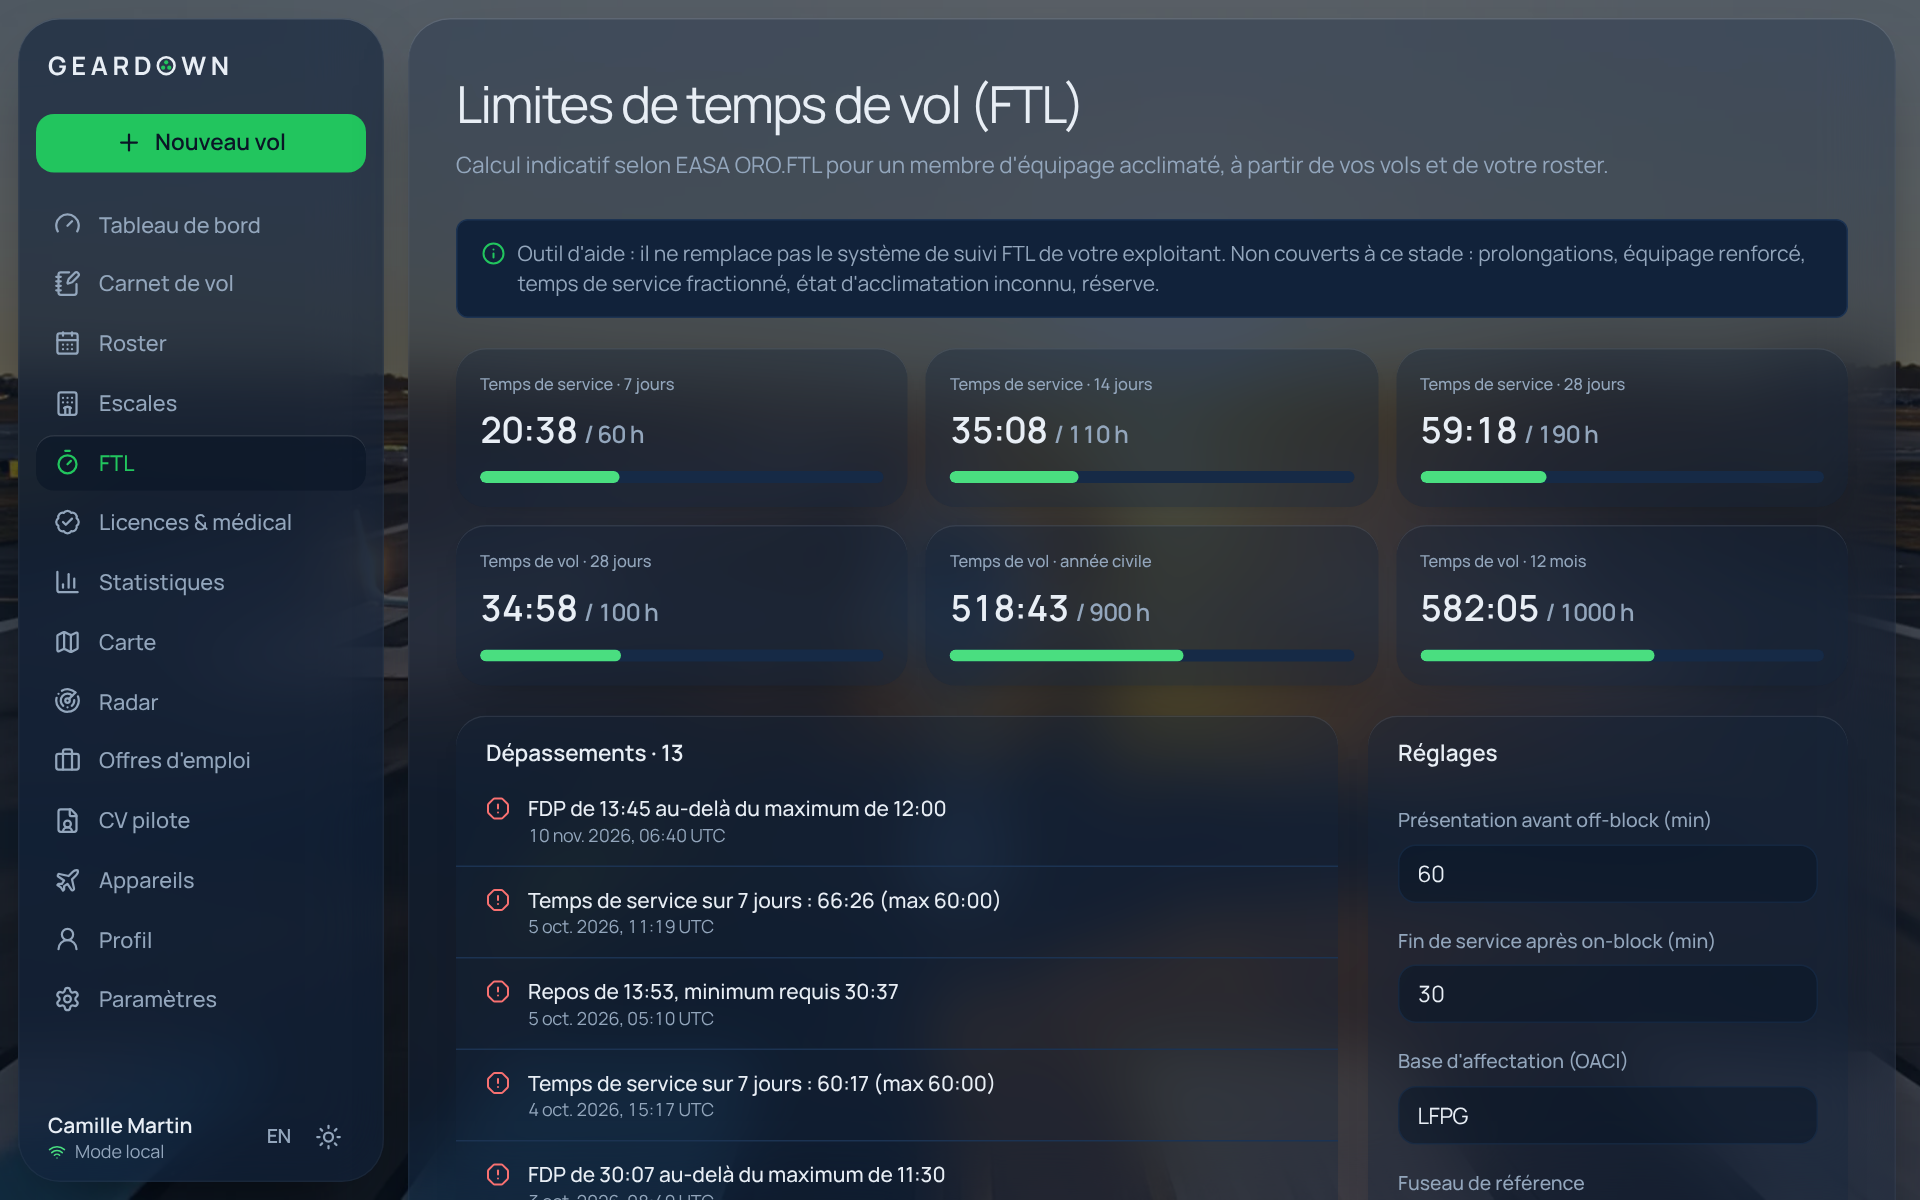 GEARDOWN
Nouveau vol
Tableau de bord
Carnet de vol
Roster
Escales
FTL
Licences & médical
Statistiques
Carte
Radar
Offres d'emploi
CV pilote
Appareils
Profil
Paramètres
Camille Martin
Mode local
EN
Limites de temps de vol (FTL)
Calcul indicatif selon EASA ORO.FTL pour un membre d'équipage acclimaté, à partir de vos vols et de votre roster.
Outil d'aide : il ne remplace pas le système de suivi FTL de votre exploitant. Non couverts à ce stade : prolongations, équipage renforcé,
temps de service fractionné, état d'acclimatation inconnu, réserve.
Temps de service · 7 jours
20:38 / 60 h
Temps de service · 14 jours
35:08 / 110 h
Temps de service · 28 jours
59:18 / 190 h
Temps de vol · 28 jours
34:58 / 100 h
Temps de vol · année civile
518:43 / 900 h
Temps de vol · 12 mois
582:05 / 1000 h
Dépassements · 13
FDP de 13:45 au-delà du maximum de 12:00
10 nov. 2026, 06:40 UTC
Temps de service sur 7 jours : 66:26 (max 60:00)
5 oct. 2026, 11:19 UTC
Repos de 13:53, minimum requis 30:37
5 oct. 2026, 05:10 UTC
Temps de service sur 7 jours : 60:17 (max 60:00)
4 oct. 2026, 15:17 UTC
FDP de 30:07 au-delà du maximum de 11:30
Réglages
Présentation avant off-block (min)
60
Fin de service après on-block (min)
30
Base d'affectation (OACI)
LFPG
Fuseau de référence